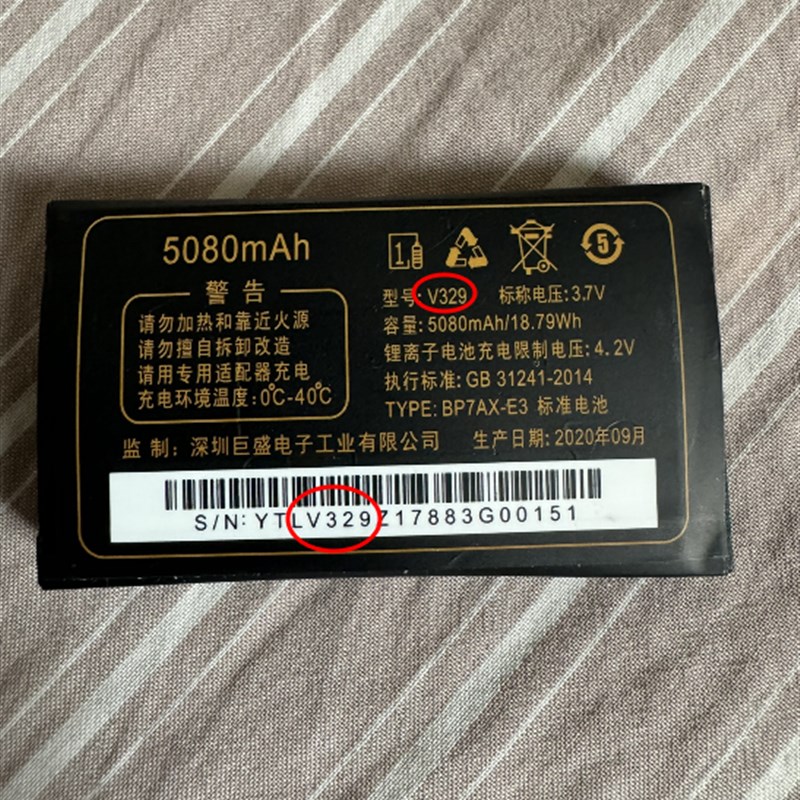 5080mAh
警告
请勿加热和靠近火源
请勿擅自拆卸改造
请用专用适配器充电
充电环境温度:0℃-40℃
1
5
型号: V329 标称电压:3.7V
容量: 5080mAh/18.79Wh
锂离子电池充电限制电压: 4.2V
执行标准: GB 31241-2014
TYPE: BP7AX-E3 标准电池
监 制: 深圳巨盛电子工业有限公司 生产日期: 2020年09月
S/N: YTLV329Z17883G00151